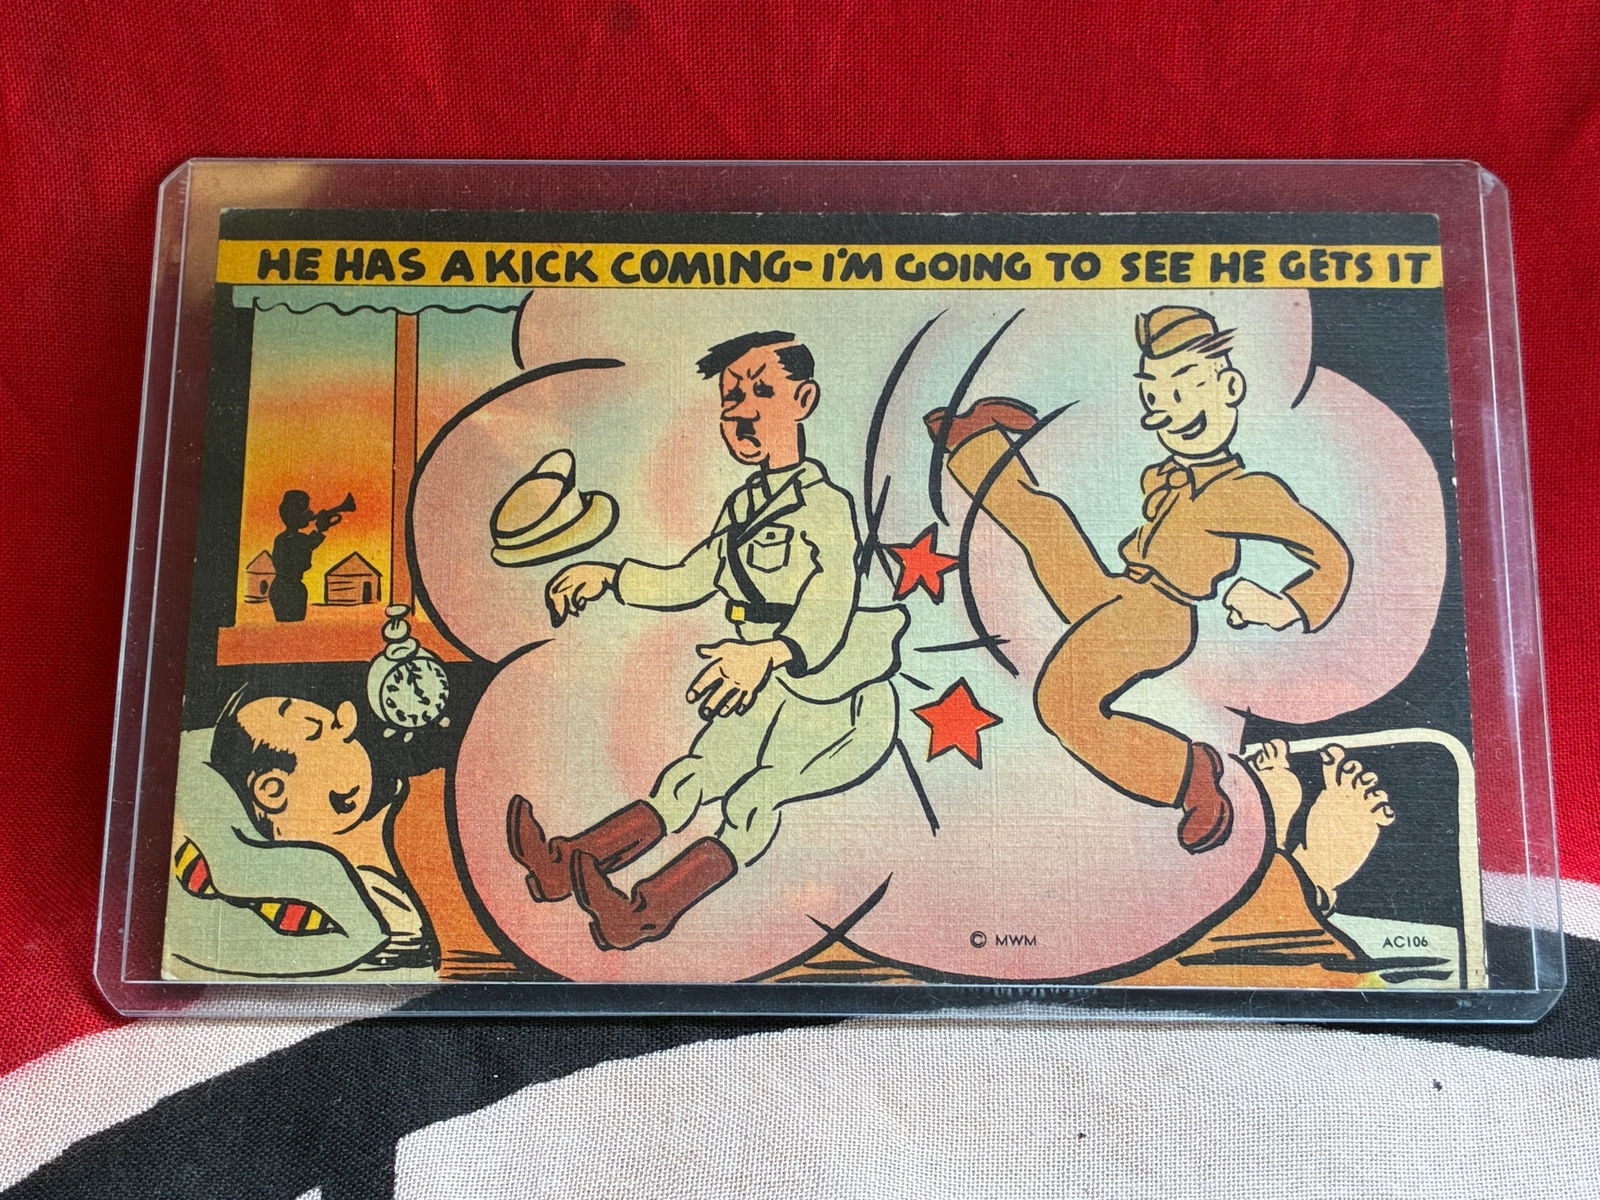 HE HAS A KICK COMING-I'M GOING TO SEE HE GETS IT
© MWM
AC106